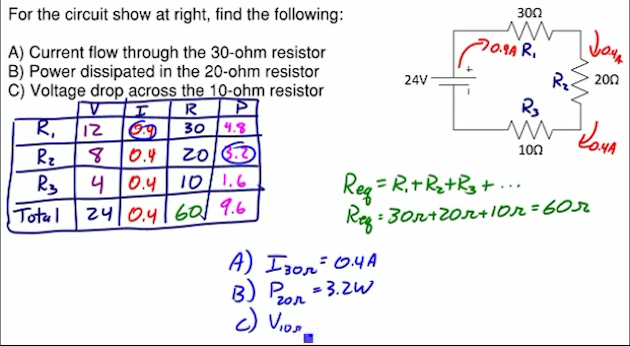 For the circuit show at right, find the following:
A) Current flow through the 30-ohm resistor
B) Power dissipated in the 20-ohm resistor
C) Voltage drop across the 10-ohm resistor
30Ω
0.4A R₁
0.4A
24V
+
-
R₂ 20Ω
R₃
10Ω
0.4A
V I R P
R₁ 12 0.4 30 4.8
R₂ 8 0.4 20 3.2
R₃ 4 0.4 10 1.6
Total 24 0.4 60 9.6
Req = R₁+R₂+R₃ + ...
Req = 30Ω+20Ω+10Ω = 60Ω
A) I30Ω = 0.4A
B) P20Ω = 3.2W
C) V10Ω